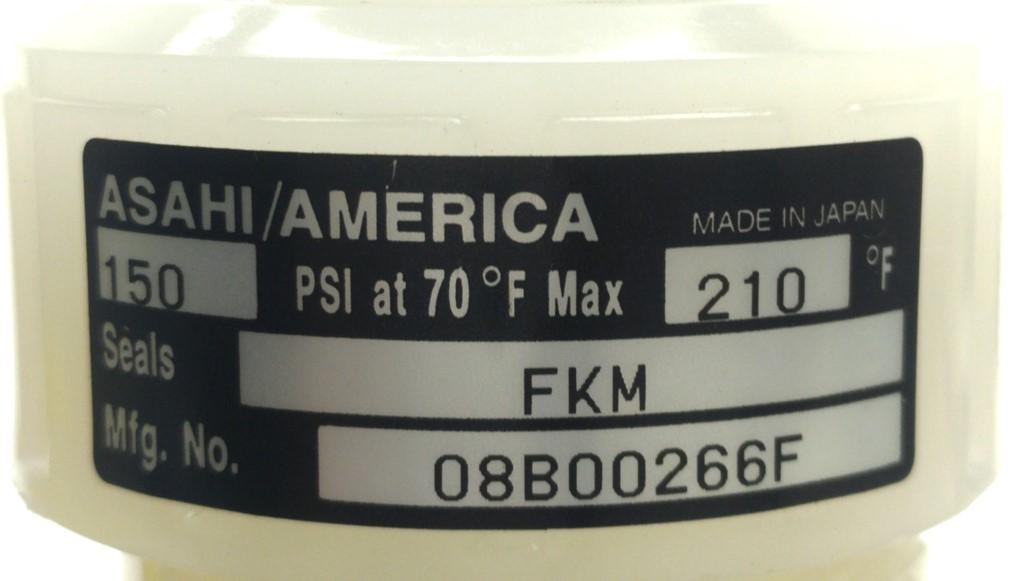 ASAHI/AMERICA MADE IN JAPAN
150 PSI at 70 °F Max 210 °F
Seals FKM
Mfg. No. 08B00266F